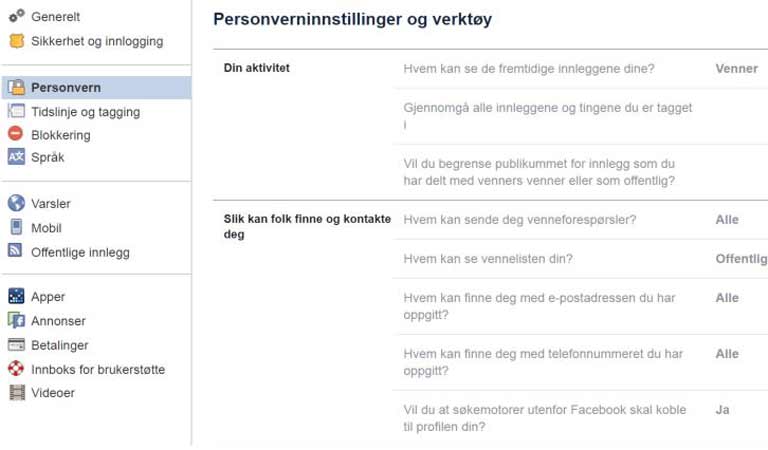 Generelt
Sikkerhet og innlogging
Personvern
Tidslinje og tagging
Blokkering
Språk
Varsler
Mobil
Offentlige innlegg
Apper
Annonser
Betalinger
Innboks for brukerstøtte
Videoer
Personverninnstillinger og verktøy
Din aktivitet
Hvem kan se de fremtidige innleggene dine?
Venner
Gjennomgå alle innleggene og tingene du er tagget
i
Vil du begrense publikummet for innlegg som du
har delt med venners venner eller som offentlig?
Slik kan folk finne og kontakte
deg
Hvem kan sende deg venneforespørsler?
Alle
Hvem kan se vennelisten din?
Offentlig
Hvem kan finne deg med e-postadressen du har
oppgitt?
Alle
Hvem kan finne deg med telefonnummeret du har
oppgitt?
Alle
Vil du at søkemotorer utenfor Facebook skal koble
til profilen din?
Ja